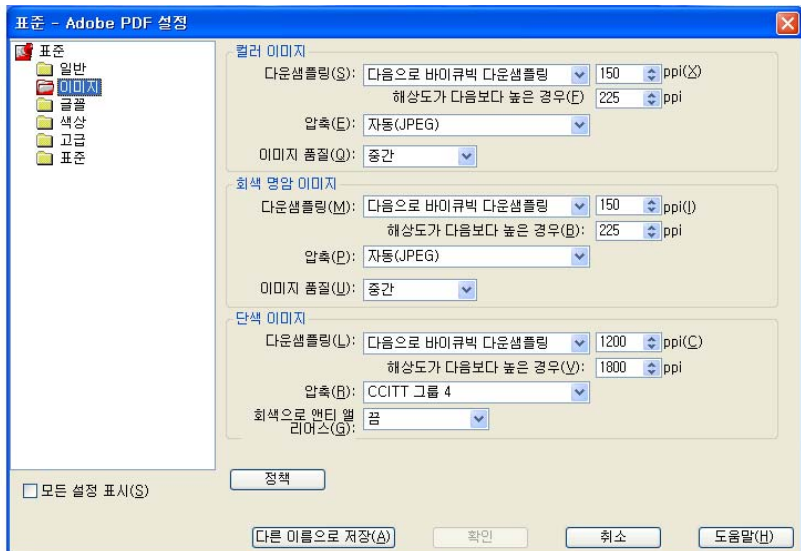 표준 - Adobe PDF 설정
표준
일반
이미지
글꼴
색상
고급
표준
모든 설정 표시(S)
컬러 이미지
다운샘플링(S): 다음으로 바이큐빅 다운샘플링 150 ppi(X)
해상도가 다음보다 높은 경우(F) 225 ppi
압축(E): 자동(JPEG)
이미지 품질(Q): 중간
회색 명암 이미지
다운샘플링(M): 다음으로 바이큐빅 다운샘플링 150 ppi(I)
해상도가 다음보다 높은 경우(B): 225 ppi
압축(P): 자동(JPEG)
이미지 품질(U): 중간
단색 이미지
다운샘플링(L): 다음으로 바이큐빅 다운샘플링 1200 ppi(C)
해상도가 다음보다 높은 경우(V): 1800 ppi
압축(R): CCITT 그룹 4
회색으로 앤티 앨
리어스(G): 끔
정책
다른 이름으로 저장(A) 확인 취소 도움말(H)